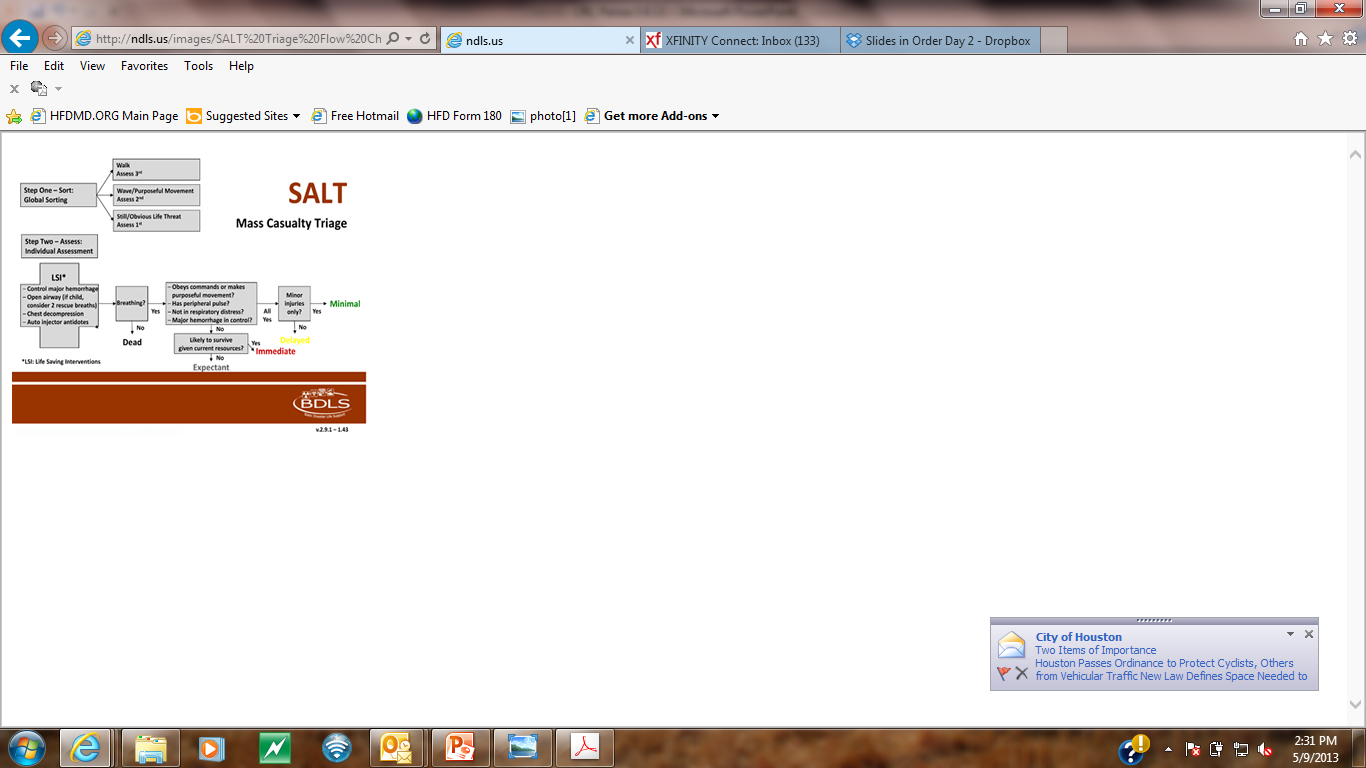 http://ndls.us/images/SALT%20Triage%20Flow%20Ch
ndls.us
XFINITY Connect: Inbox (133)
Slides in Order Day 2 - Dropbox
File Edit View Favorites Tools Help
HFDMD.ORG Main Page
Suggested Sites
Free Hotmail
HFD Form 180
photo[1]
Get more Add-ons
SALT
Mass Casualty Triage
Step One – Sort:
Global Sorting
Walk
Assess 3rd
Wave/Purposeful Movement
Assess 2nd
Still/Obvious Life Threat
Assess 1st
Step Two – Assess:
Individual Assessment
LSI*
– Control major hemorrhage
– Open airway (if child,
consider 2 rescue breaths)
– Chest decompression
– Auto injector antidotes
Breathing?
Yes
No
Dead
– Obeys commands or makes
purposeful movement?
– Has peripheral pulse?
– Not in respiratory distress?
– Major hemorrhage in control?
All
Yes
Minor
injuries
only?
Yes
Minimal
No
Delayed
No
Likely to survive
given current resources?
Yes
Immediate
No
Expectant
*LSI: Life Saving Interventions
BDLS
v.2.9.1 – 1.43
City of Houston
Two Items of Importance
Houston Passes Ordinance to Protect Cyclists, Others
from Vehicular Traffic New Law Defines Space Needed to
2:31 PM
5/9/2013